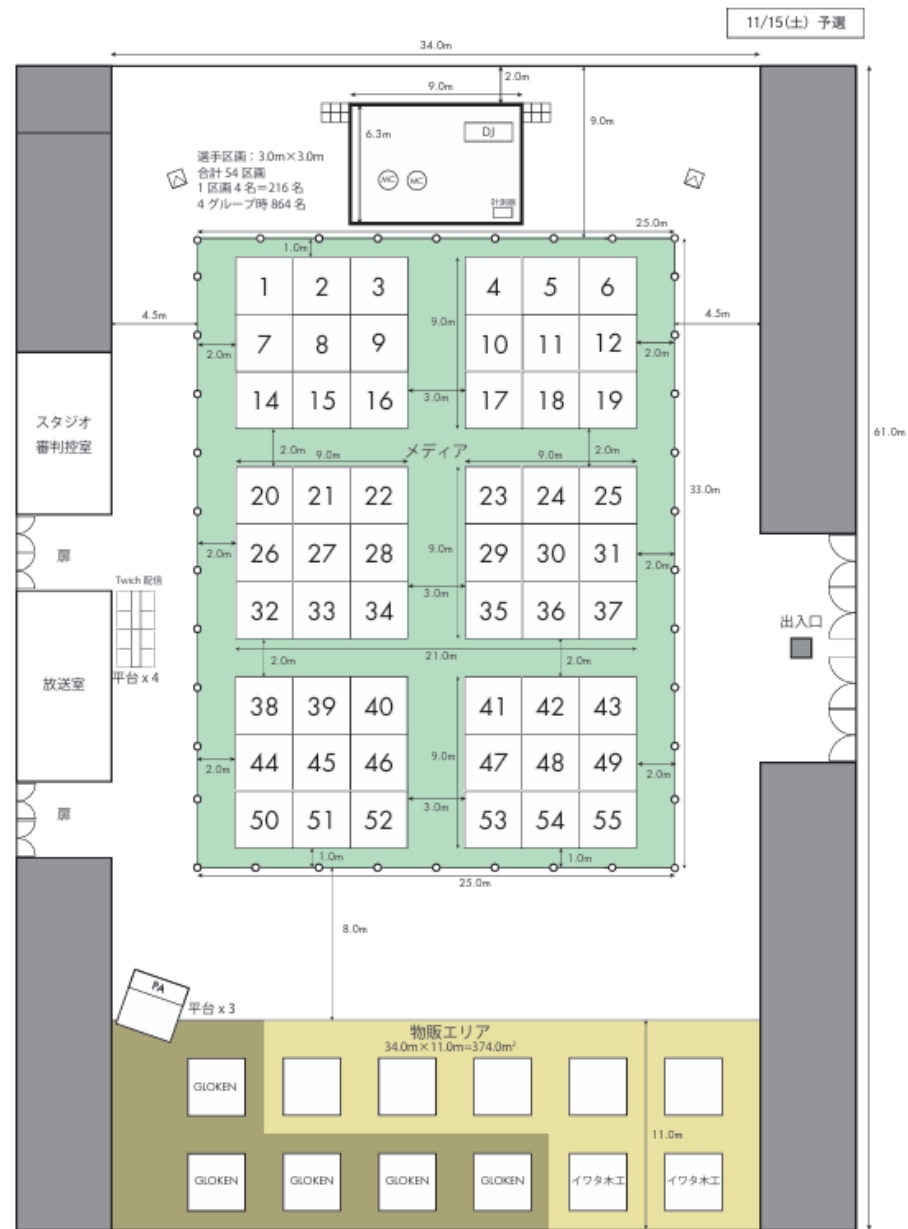 11/15(土) 予選
34.0m
2.0m
9.0m
9.0m
6.3m
DJ
MC
MC
計測器
選手区画：3.0m×3.0m
合計 54 区画
1 区画 4 名＝216 名
4 グループ時 864 名
25.0m
1.0m
1 2 3 4 5 6
4.5m
9.0m
4.5m
7 8 9 10 11 12
2.0m
2.0m
3.0m
14 15 16 17 18 19
スタジオ
審判控室
61.0m
2.0m
メディア
2.0m
9.0m
9.0m
33.0m
20 21 22 23 24 25
2.0m
9.0m
2.0m
26 27 28 29 30 31
扉
3.0m
Twich 配信
32 33 34 35 36 37
出入口
21.0m
2.0m
2.0m
放送室
平台 x 4
38 39 40 41 42 43
2.0m
9.0m
2.0m
44 45 46 47 48 49
3.0m
扉
50 51 52 53 54 55
1.0m
1.0m
25.0m
8.0m
PA
平台 x 3
物販エリア
34.0m×11.0m=374.0m²
GLOKEN
11.0m
GLOKEN GLOKEN GLOKEN GLOKEN イワタ木工 イワタ木工